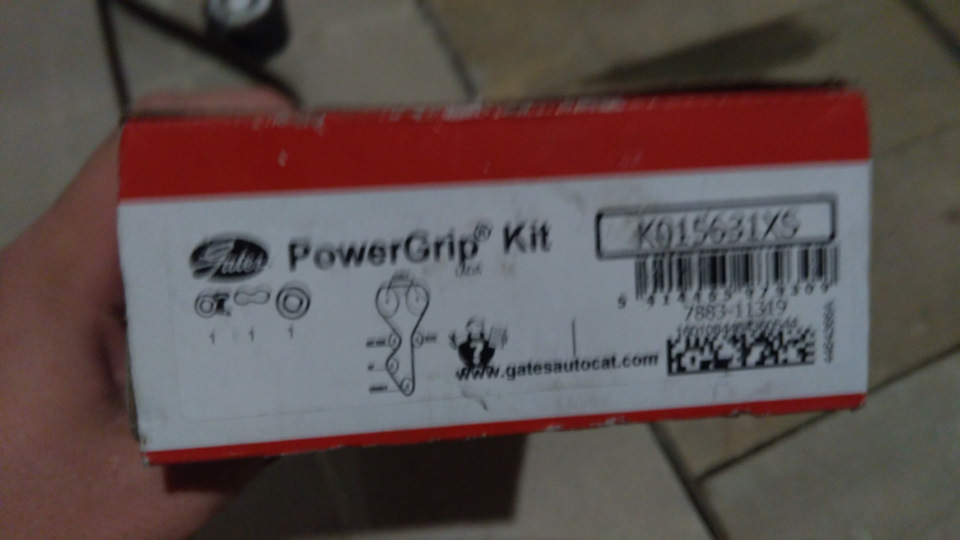 Gates
PowerGrip® Kit
K015631XS
7883-11319
1 1 1
?
www.gatesautocat.com